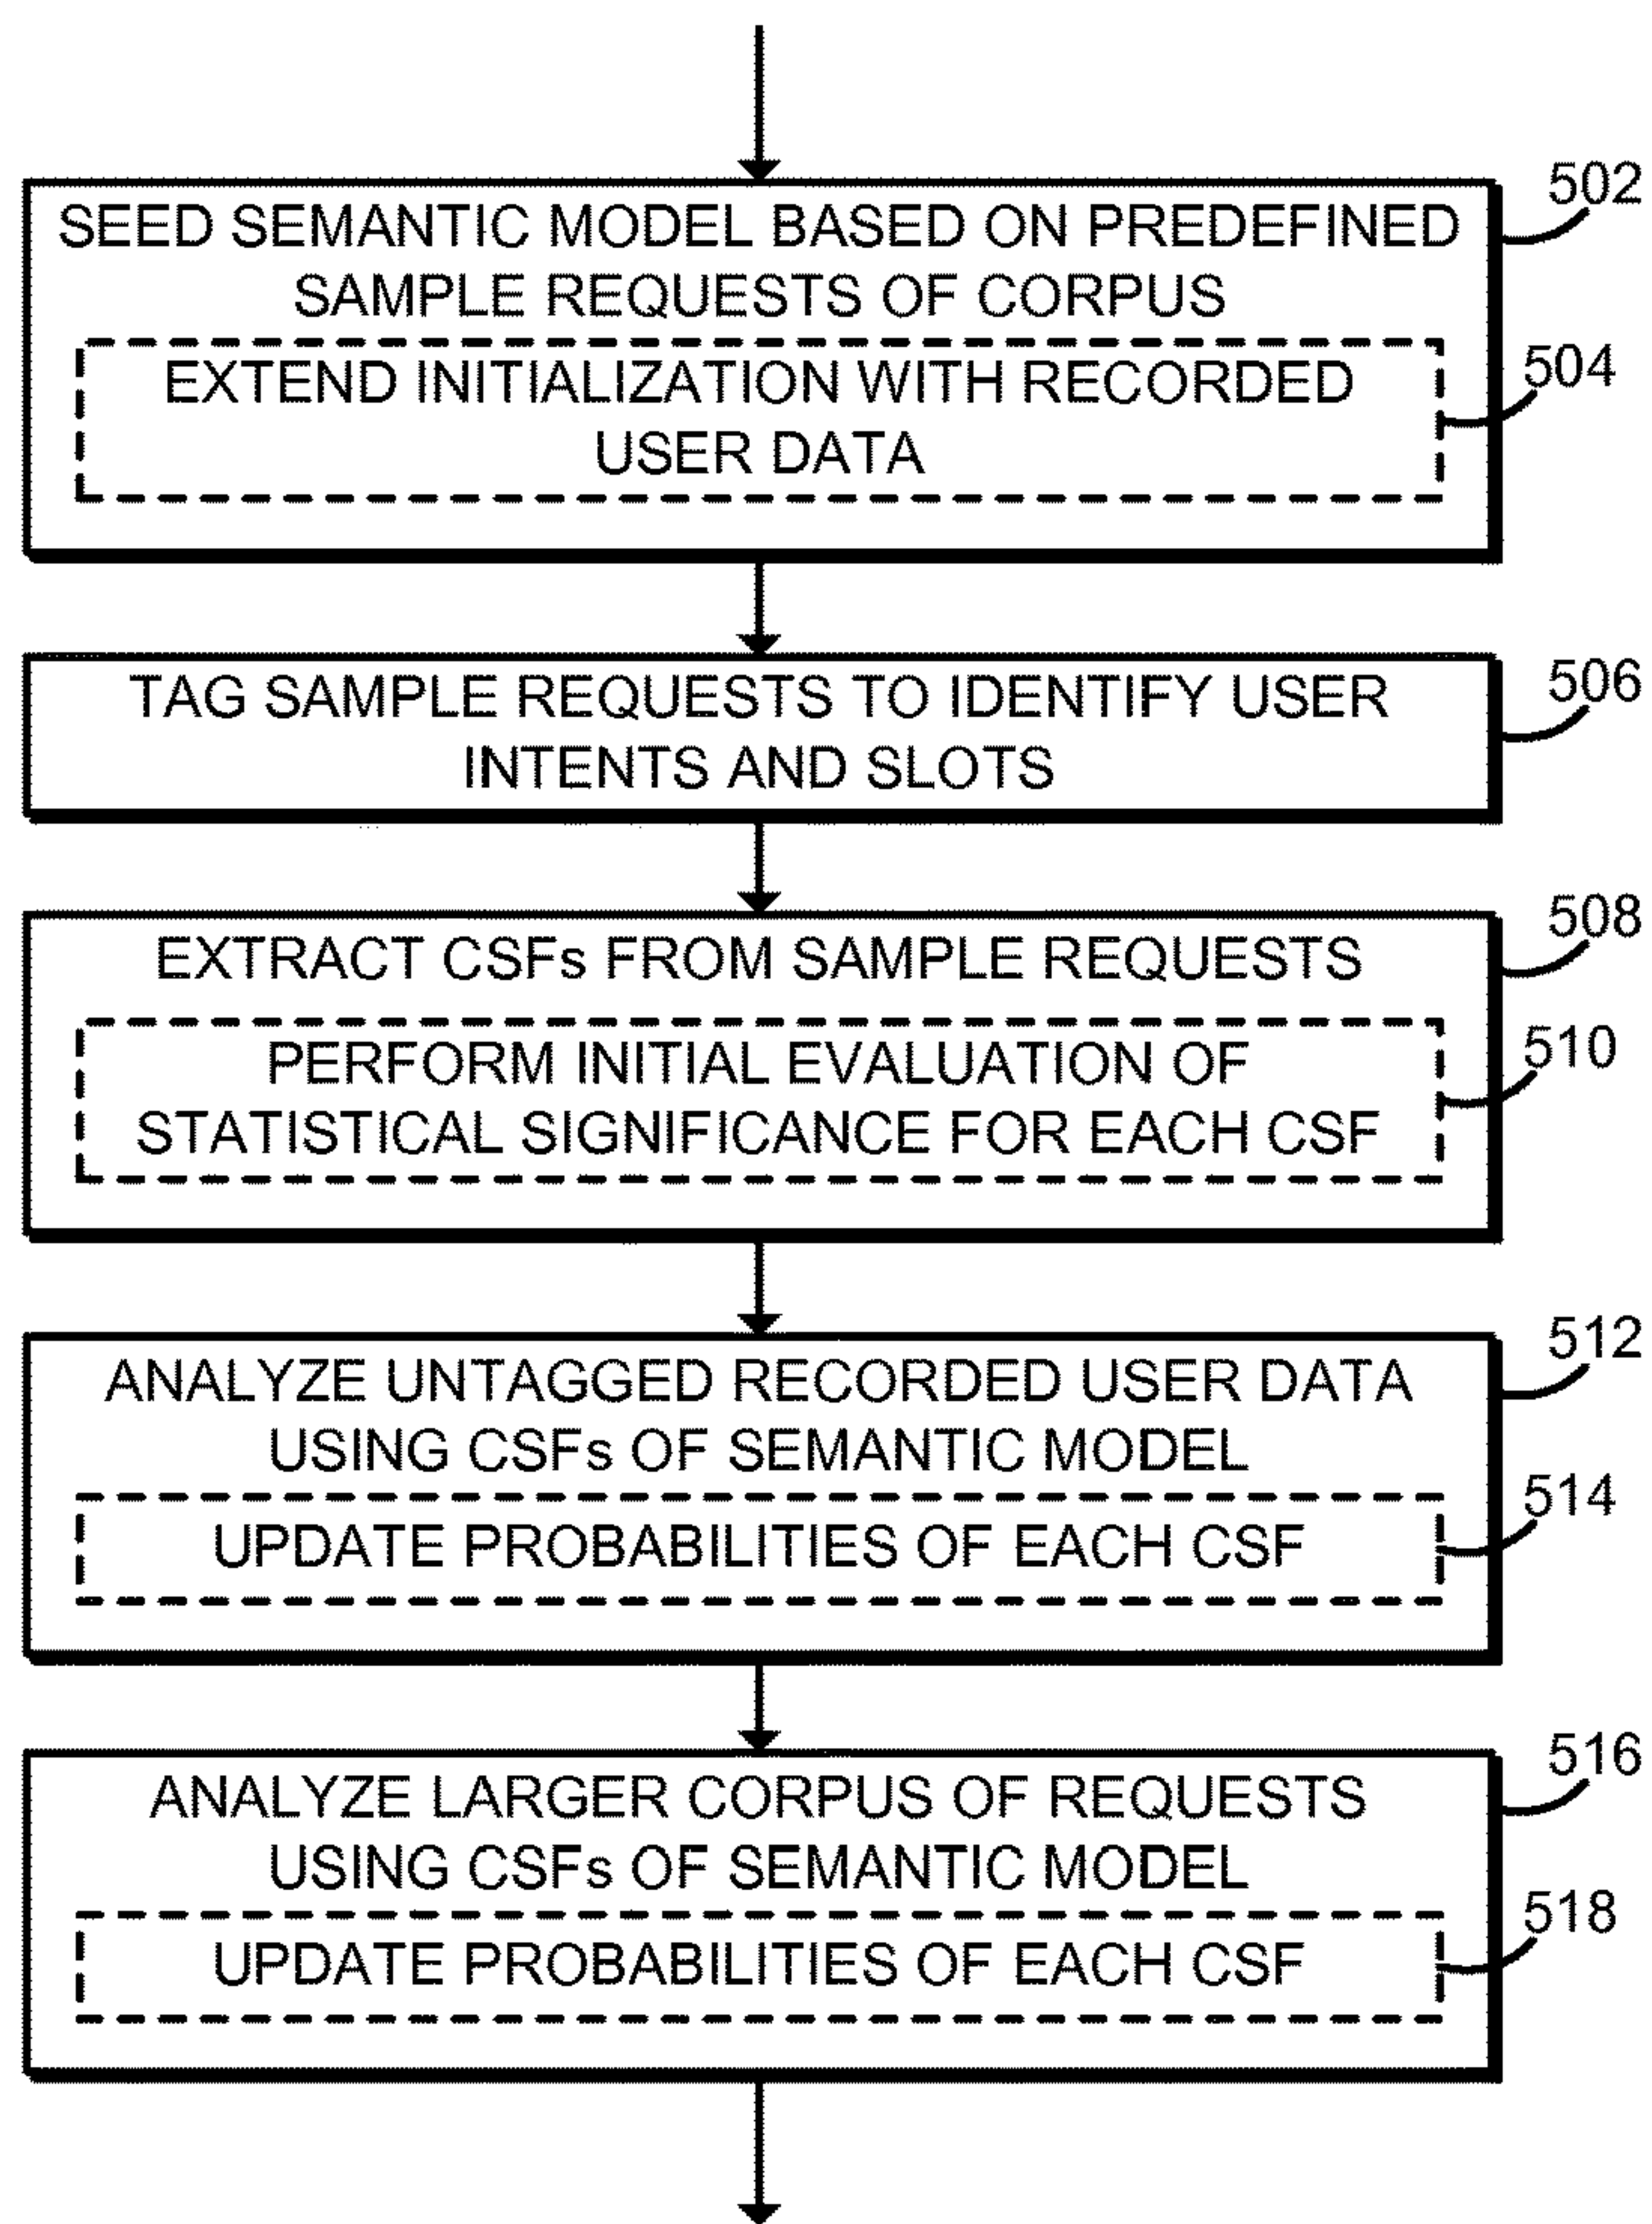 SEED SEMANTIC MODEL BASED ON PREDEFINED
SAMPLE REQUESTS OF CORPUS
502
EXTEND INITIALIZATION WITH RECORDED
USER DATA
504
TAG SAMPLE REQUESTS TO IDENTIFY USER
INTENTS AND SLOTS
506
EXTRACT CSFs FROM SAMPLE REQUESTS
508
PERFORM INITIAL EVALUATION OF
STATISTICAL SIGNIFICANCE FOR EACH CSF
510
ANALYZE UNTAGGED RECORDED USER DATA
USING CSFs OF SEMANTIC MODEL
512
UPDATE PROBABILITIES OF EACH CSF
514
ANALYZE LARGER CORPUS OF REQUESTS
USING CSFs OF SEMANTIC MODEL
516
UPDATE PROBABILITIES OF EACH CSF
518